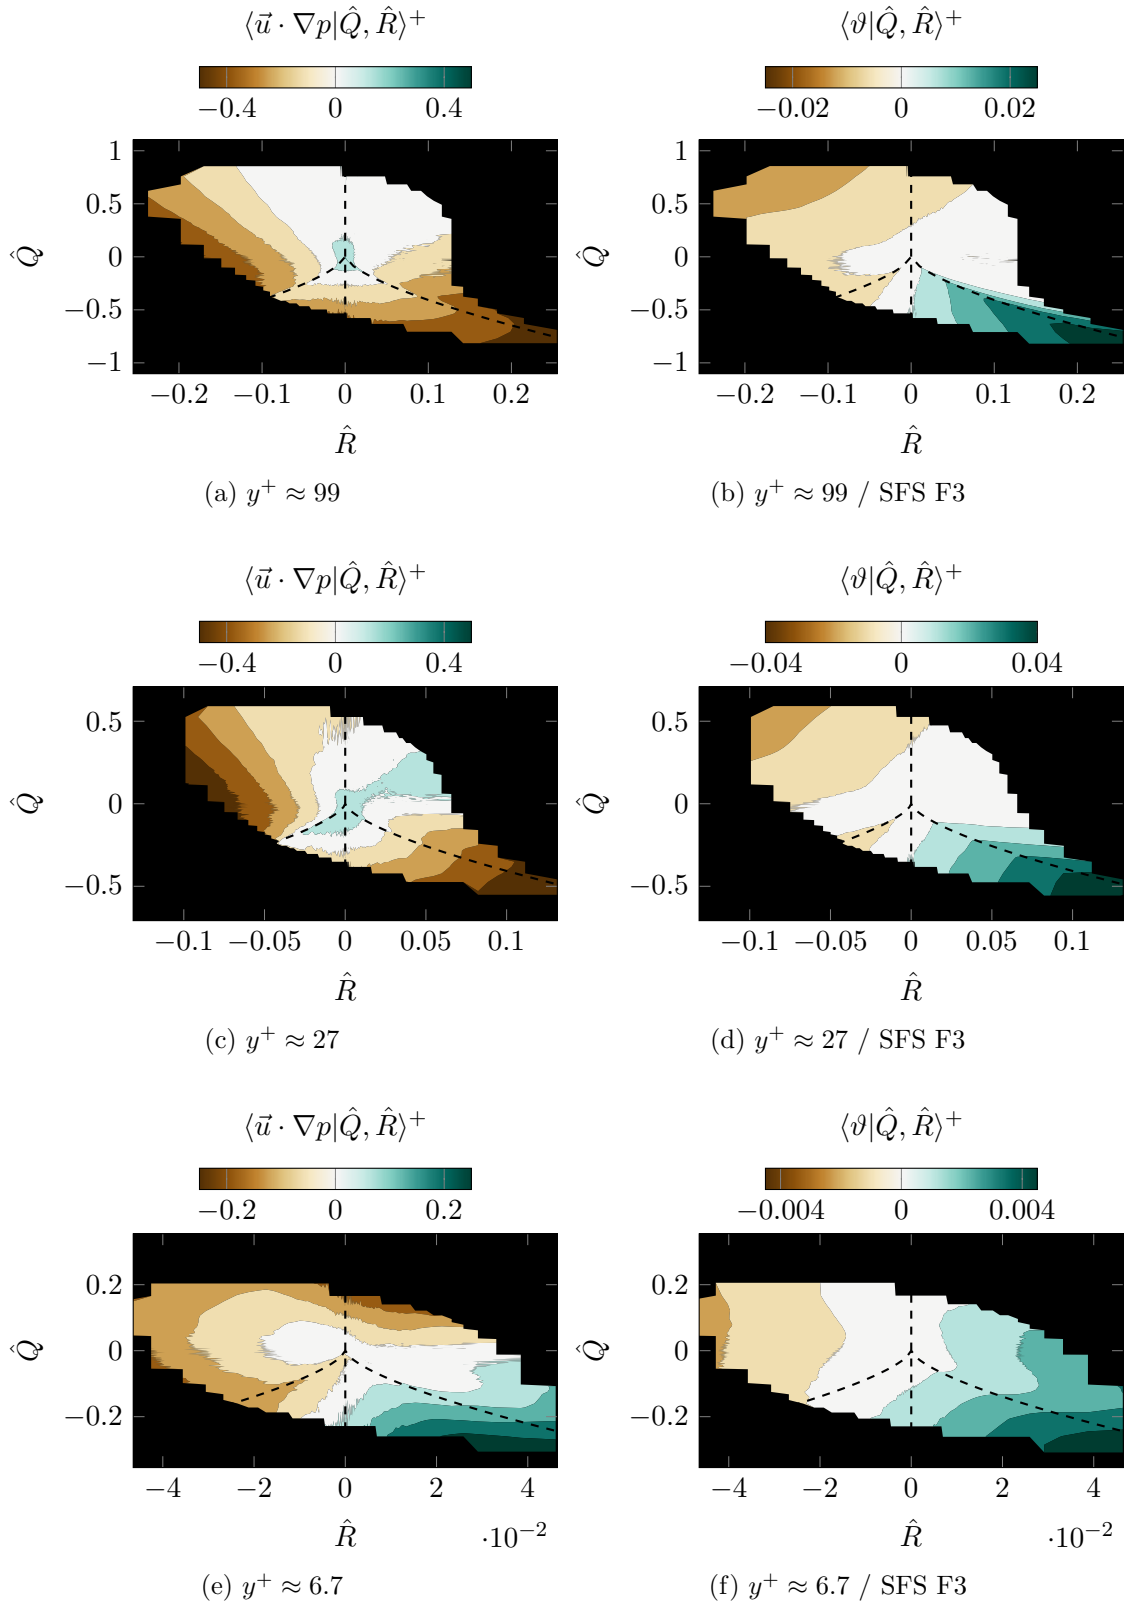 ⟨u⃗ · ∇p|Q̂, R̂⟩⁺
−0.4 0 0.4
1
0.5
0
−0.5
−1
Q̂
−0.2 −0.1 0 0.1 0.2
R̂
(a) y⁺ ≈ 99
⟨ϑ|Q̂, R̂⟩⁺
−0.02 0 0.02
1
0.5
0
−0.5
−1
Q̂
−0.2 −0.1 0 0.1 0.2
R̂
(b) y⁺ ≈ 99 / SFS F3
⟨u⃗ · ∇p|Q̂, R̂⟩⁺
−0.4 0 0.4
0.5
0
−0.5
Q̂
−0.1 −0.05 0 0.05 0.1
R̂
(c) y⁺ ≈ 27
⟨ϑ|Q̂, R̂⟩⁺
−0.04 0 0.04
0.5
0
−0.5
Q̂
−0.1 −0.05 0 0.05 0.1
R̂
(d) y⁺ ≈ 27 / SFS F3
⟨u⃗ · ∇p|Q̂, R̂⟩⁺
−0.2 0 0.2
0.2
0
−0.2
Q̂
−4 −2 0 2 4
R̂ ·10⁻²
(e) y⁺ ≈ 6.7
⟨ϑ|Q̂, R̂⟩⁺
−0.004 0 0.004
0.2
0
−0.2
Q̂
−4 −2 0 2 4
R̂ ·10⁻²
(f) y⁺ ≈ 6.7 / SFS F3